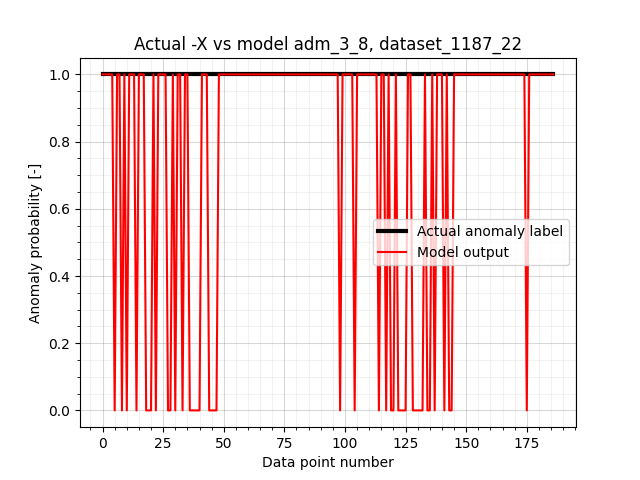 Actual -X vs model adm_3_8, dataset_1187_22
Anomaly probability [-]
1.0
0.8
0.6
0.4
0.2
0.0
Actual anomaly label
Model output
0 25 50 75 100 125 150 175
Data point number